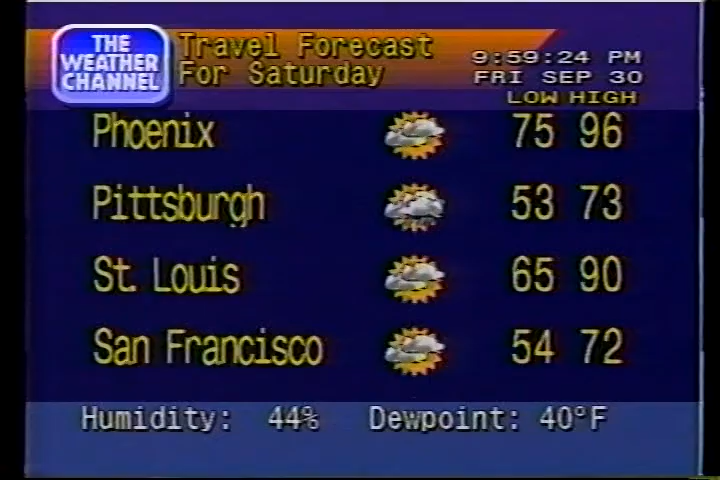 THE
WEATHER
CHANNEL
Travel Forecast
For Saturday
9:59:24 PM
FRI SEP 30
LOW HIGH
Phoenix 75 96
Pittsburgh 53 73
St. Louis 65 90
San Francisco 54 72
Humidity: 44% Dewpoint: 40°F